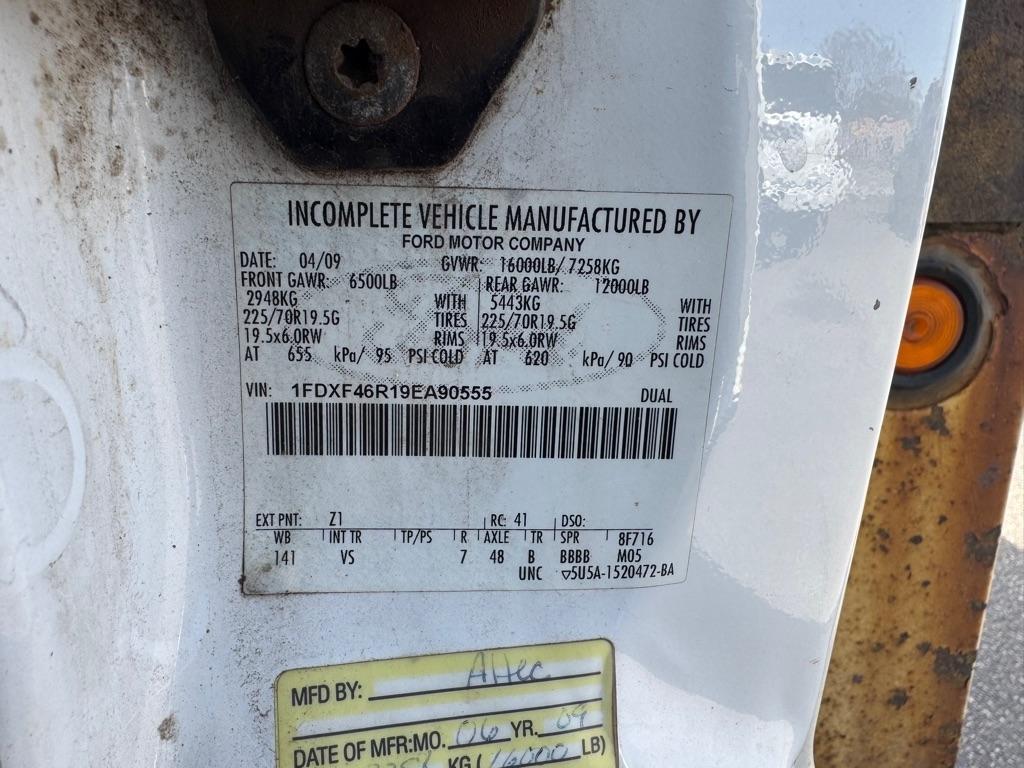 INCOMPLETE VEHICLE MANUFACTURED BY
FORD MOTOR COMPANY
DATE: 04/09 GVWR: 16000LB/ 7258KG
FRONT GAWR: 6500LB REAR GAWR: 12000LB
2948KG WITH 5443KG WITH
225/70R19.5G TIRES 225/70R19.5G TIRES
19.5x6.0RW RIMS 19.5x6.0RW RIMS
AT 655 kPa/ 95 PSI COLD AT 620 kPa/ 90 PSI COLD
VIN: 1FDXF46R19EA90555 DUAL
EXT PNT: Z1 RC: 41 DSO:
WB INT TR TP/PS R AXLE TR SPR 8F716
141 VS 7 48 B BBBB M05
UNC ▽5U5A-1520472-BA
MFD BY: Altec
DATE OF MFR:MO. 06 YR. 09
KG (16000 LB)